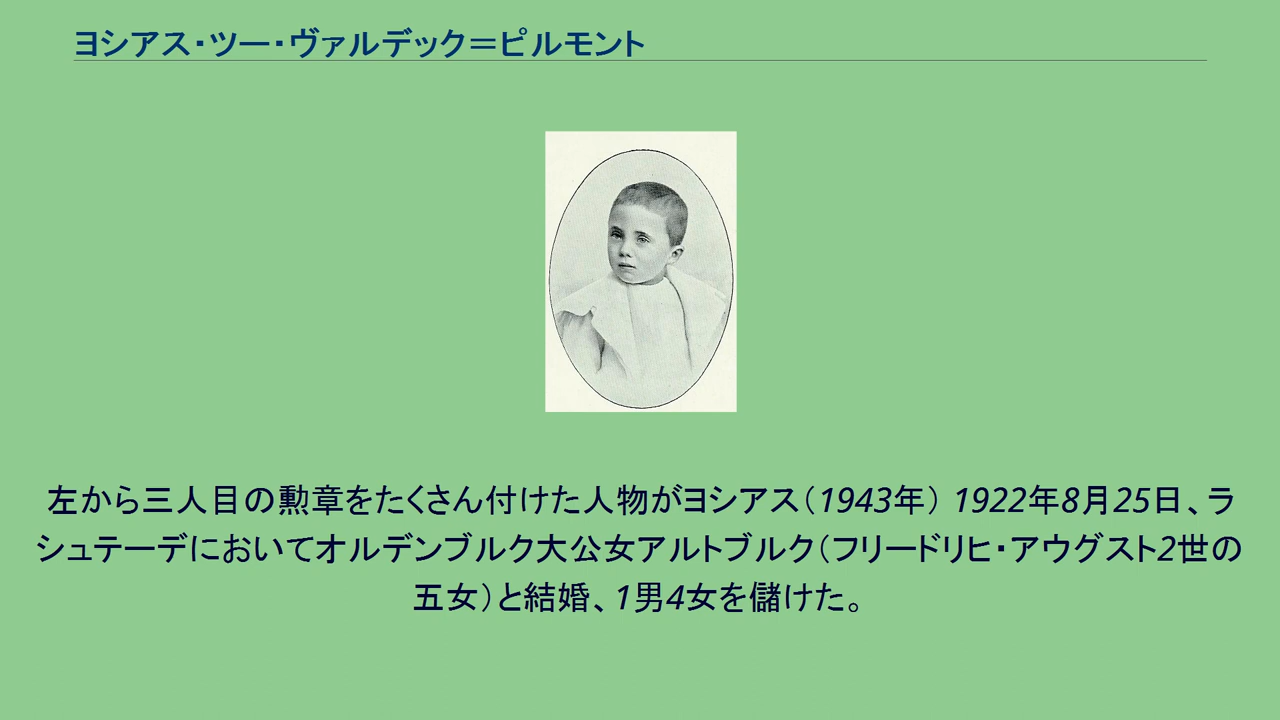 ヨシアス・ツー・ヴァルデック＝ピルモント
左から三人目の勲章をたくさん付けた人物がヨシアス（1943年） 1922年8月25日、ラ
シュテーデにおいてオルデンブルク大公女アルトブルク（フリードリヒ・アウグスト2世の
五女）と結婚、1男4女を儲けた。